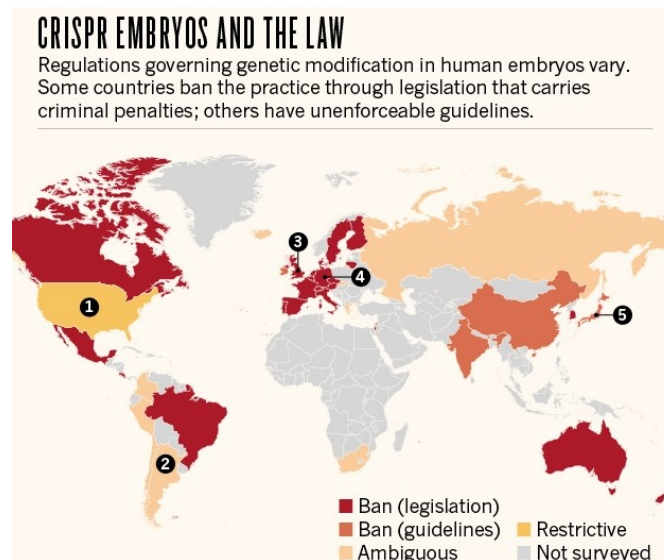 CRISPR EMBRYOS AND THE LAW
Regulations governing genetic modification in human embryos vary.
Some countries ban the practice through legislation that carries
criminal penalties; others have unenforceable guidelines.
3
4
1
5
2
Ban (legislation)
Ban (guidelines) Restrictive
Ambiguous Not surveyed